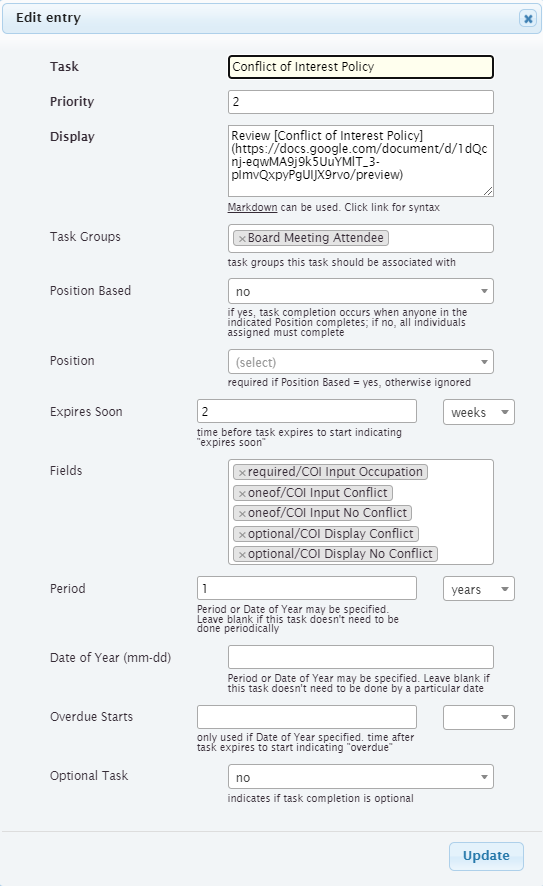 Edit entry
Task
Conflict of Interest Policy
Priority
2
Display
Review [Conflict of Interest Policy]
(https://docs.google.com/document/d/1dQc
nj-eqwMA9j9k5UuYMlT_3-
pImvQxpyPgUIJX9rvo/preview)
Markdown can be used. Click link for syntax
Task Groups
×Board Meeting Attendee
task groups this task should be associated with
Position Based
no
if yes, task completion occurs when anyone in the
indicated Position completes; if no, all individuals
assigned must complete
Position
(select)
required if Position Based = yes, otherwise ignored
Expires Soon
2
weeks
time before task expires to start indicating
"expires soon"
Fields
×required/COI Input Occupation
×oneof/COI Input Conflict
×oneof/COI Input No Conflict
×optional/COI Display Conflict
×optional/COI Display No Conflict
Period
1
years
Period or Date of Year may be specified.
Leave blank if this task doesn't need to be
done periodically
Date of Year (mm-dd)
Period or Date of Year may be specified. Leave blank if
this task doesn't need to be done by a particular date
Overdue Starts
only used if Date of Year specified. time after
task expires to start indicating "overdue"
Optional Task
no
indicates if task completion is optional
Update